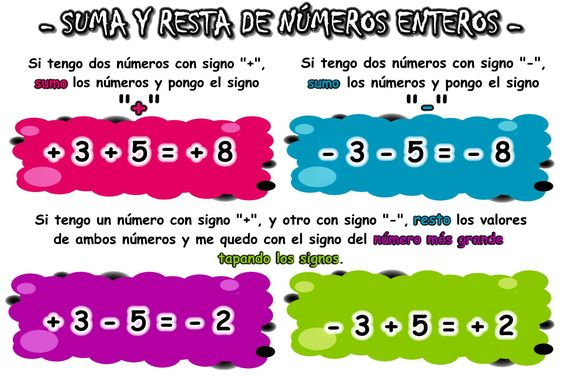 - SUMA Y RESTA DE NÚMEROS ENTEROS -
Si tengo dos números con signo "+",
sumo los números y pongo el signo
"+"
+ 3 + 5 = + 8
Si tengo dos números con signo "-",
sumo los números y pongo el signo
"-"
- 3 - 5 = - 8
Si tengo un número con signo "+", y otro con signo "-", resto los valores
de ambos números y me quedo con el signo del número más grande
tapando los signos.
+ 3 - 5 = - 2
- 3 + 5 = + 2